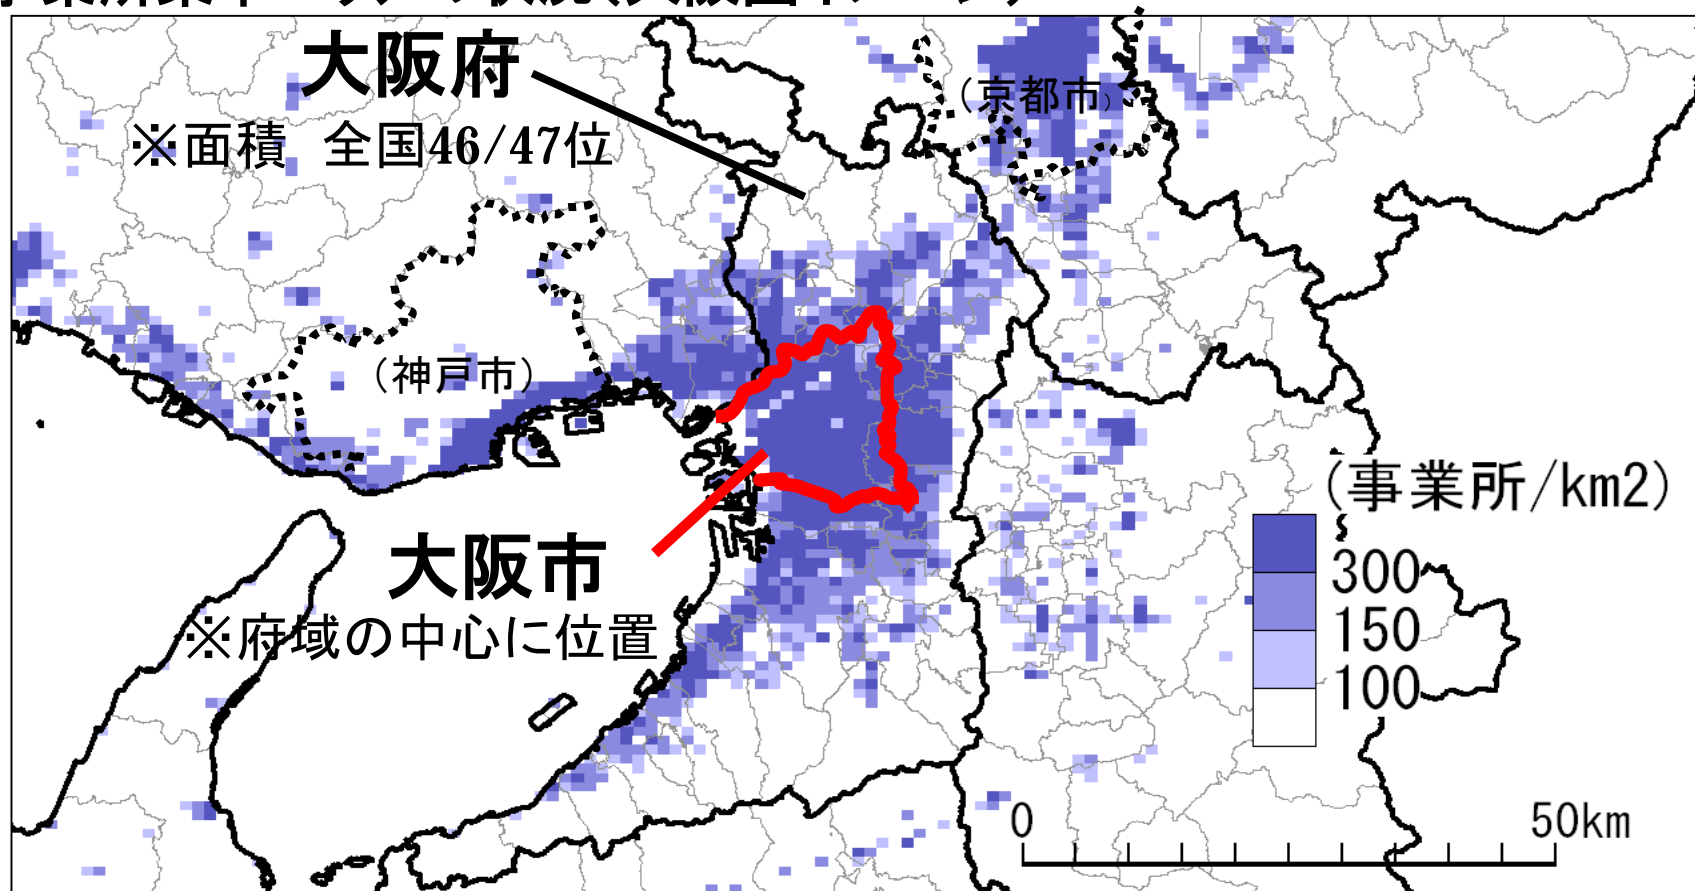 大阪府
※面積　全国46/47位
(京都市)
(神戸市)
大阪市
※府域の中心に位置
(事業所/km2)
300
150
100
0
50km